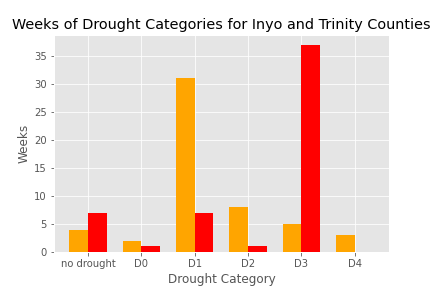 Weeks of Drought Categories for Inyo and Trinity Counties
35
30
25
20
15
10
5
0
Weeks
no drought D0 D1 D2 D3 D4
Drought Category